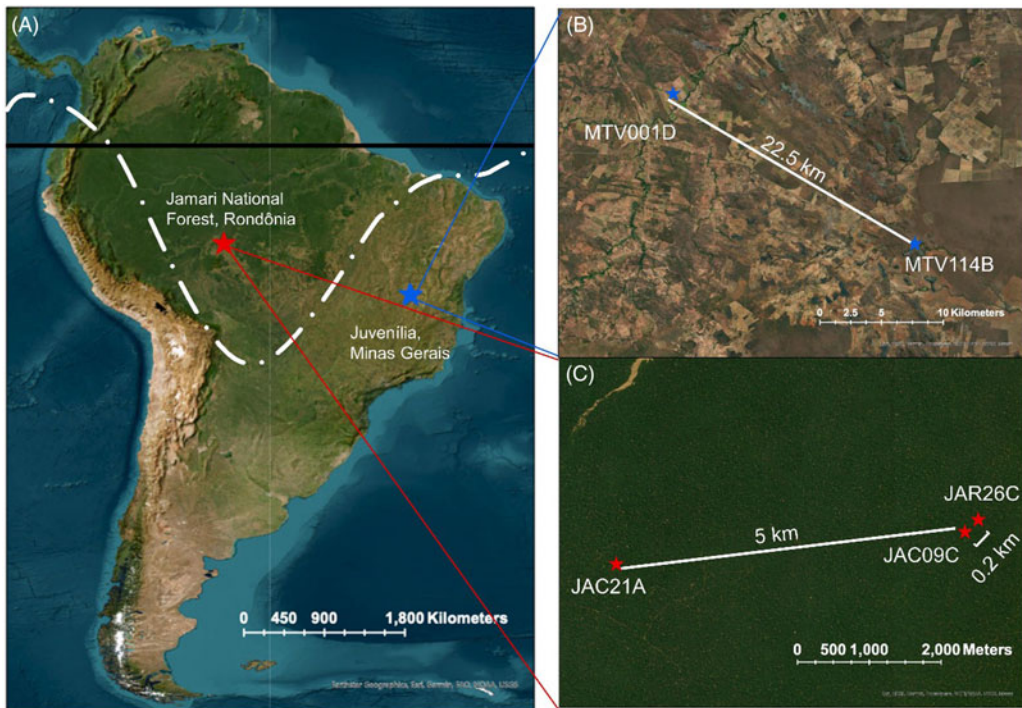 (A)
Jamari National
Forest, Rondônia
Juvenília,
Minas Gerais
0 450 900 1,800 Kilometers
(B)
MTV001D
22.5 km
MTV114B
0 2.5 5 10 Kilometers
(C)
JAR26C
5 km
JAC09C
0.2 km
JAC21A
0 500 1,000 2,000 Meters